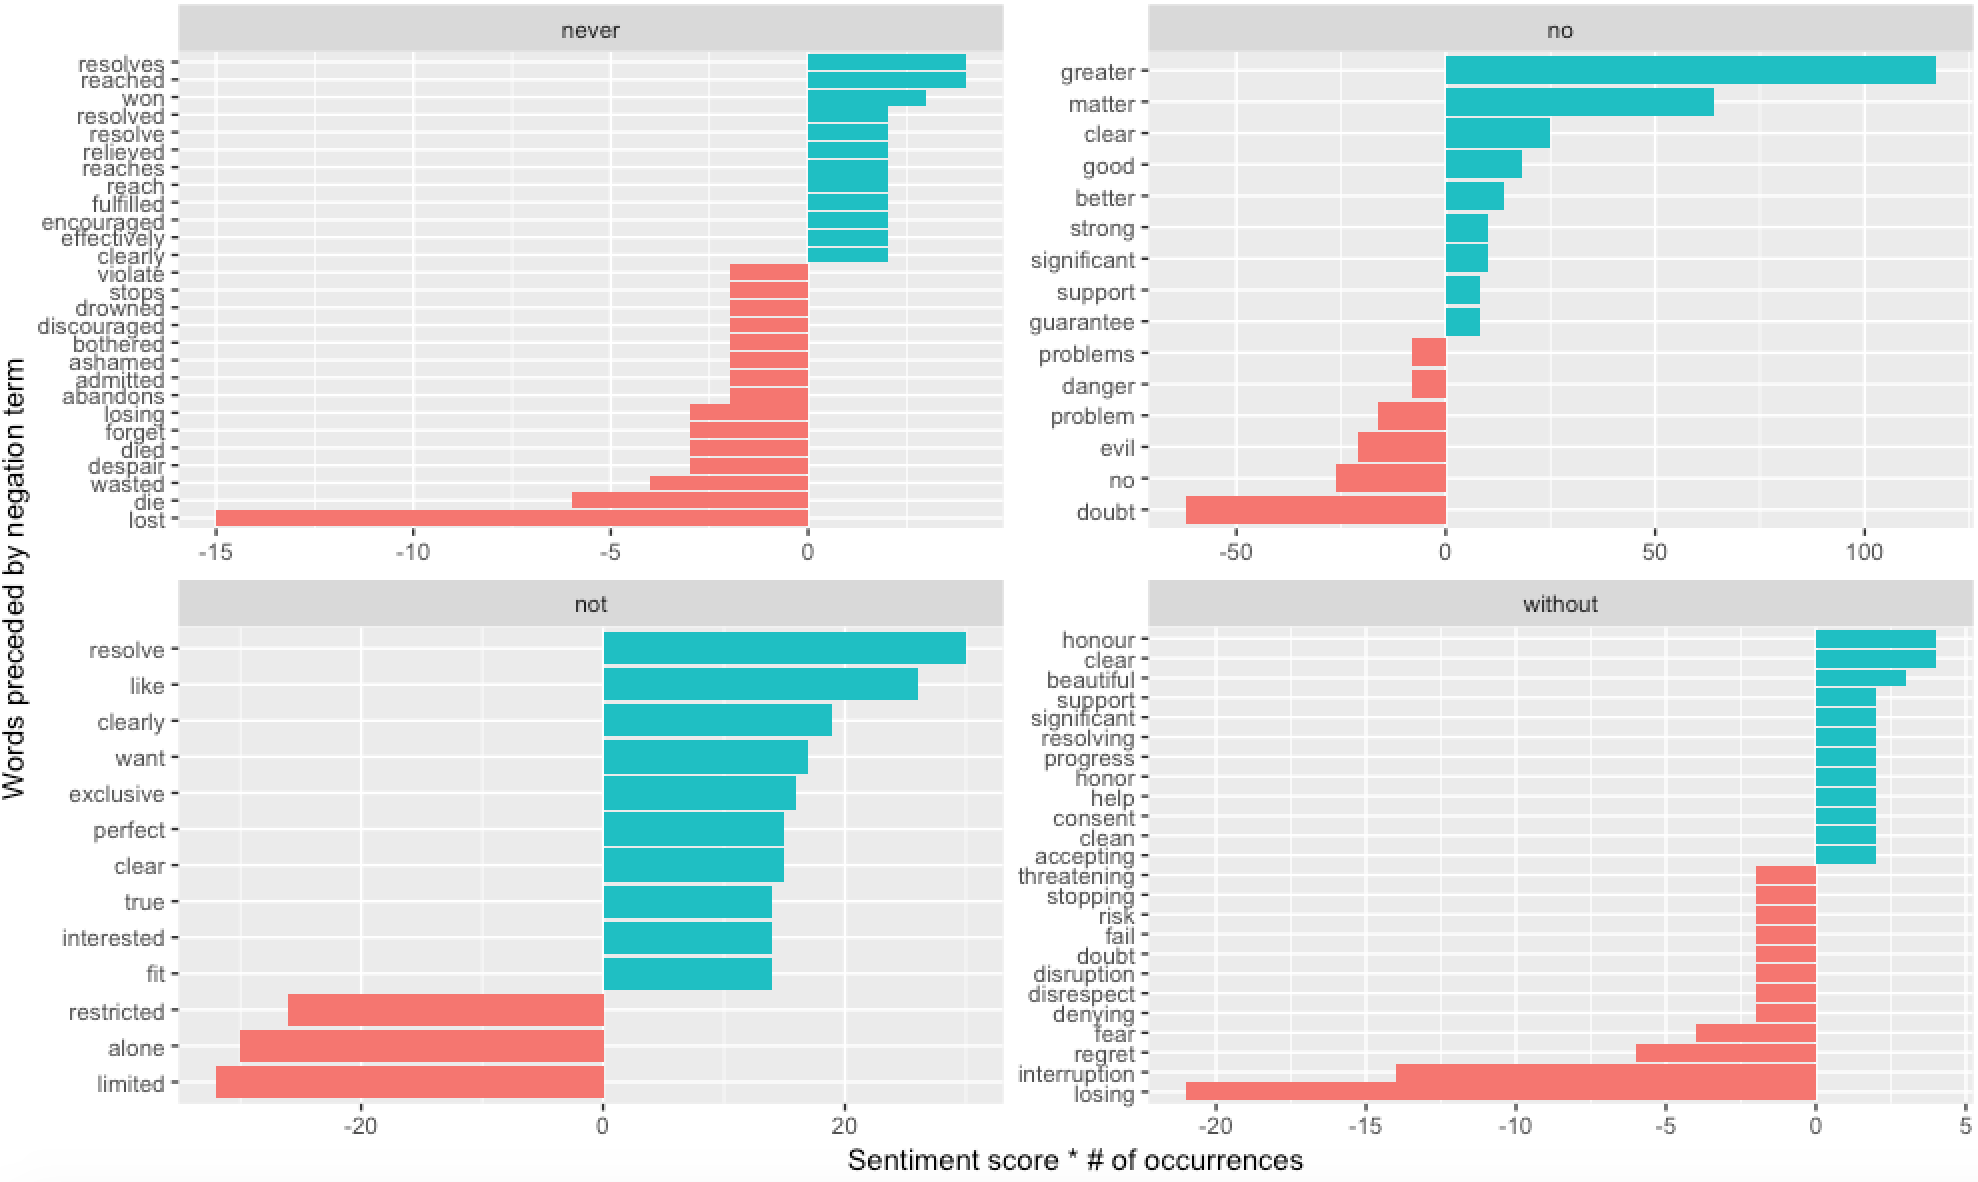 never
resolves
reached
won
resolved
resolve
relieved
reaches
reach
fulfilled
encouraged
effectively
clearly
violate
stops
drowned
discouraged
bothered
ashamed
admitted
abandons
losing
forget
died
despair
wasted
die
lost
-15 -10 -5 0
no
greater
matter
clear
good
better
strong
significant
support
guarantee
problems
danger
problem
evil
no
doubt
-50 0 50 100
not
resolve
like
clearly
want
exclusive
perfect
clear
true
interested
fit
restricted
alone
limited
-20 0 20
without
honour
clear
beautiful
support
significant
resolving
progress
honor
help
consent
clean
accepting
threatening
stopping
risk
fail
doubt
disruption
disrespect
denying
fear
regret
interruption
losing
-20 -15 -10 -5 0 5
Words preceded by negation term
Sentiment score * # of occurrences